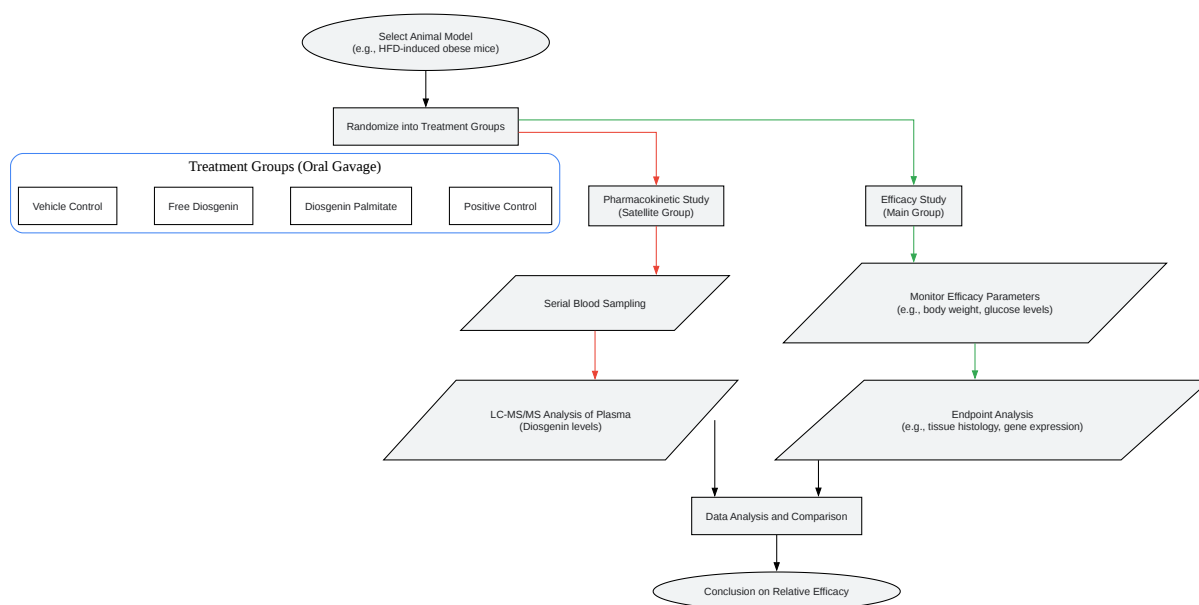 Select Animal Model
(e.g., HFD-induced obese mice)
Randomize into Treatment Groups
Treatment Groups (Oral Gavage)
Vehicle Control
Free Diosgenin
Diosgenin Palmitate
Positive Control
Pharmacokinetic Study
(Satellite Group)
Efficacy Study
(Main Group)
Serial Blood Sampling
Monitor Efficacy Parameters
(e.g., body weight, glucose levels)
LC-MS/MS Analysis of Plasma
(Diosgenin levels)
Endpoint Analysis
(e.g., tissue histology, gene expression)
Data Analysis and Comparison
Conclusion on Relative Efficacy